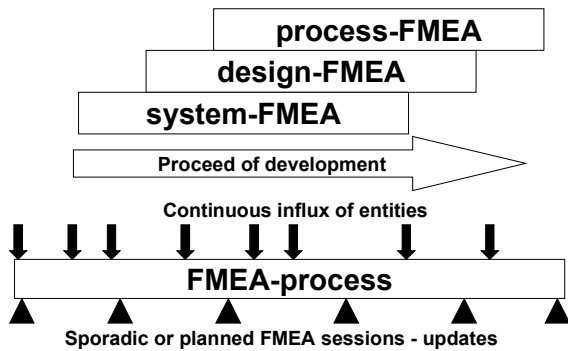 process-FMEA
design-FMEA
system-FMEA
Proceed of development
Continuous influx of entities
FMEA-process
Sporadic or planned FMEA sessions - updates